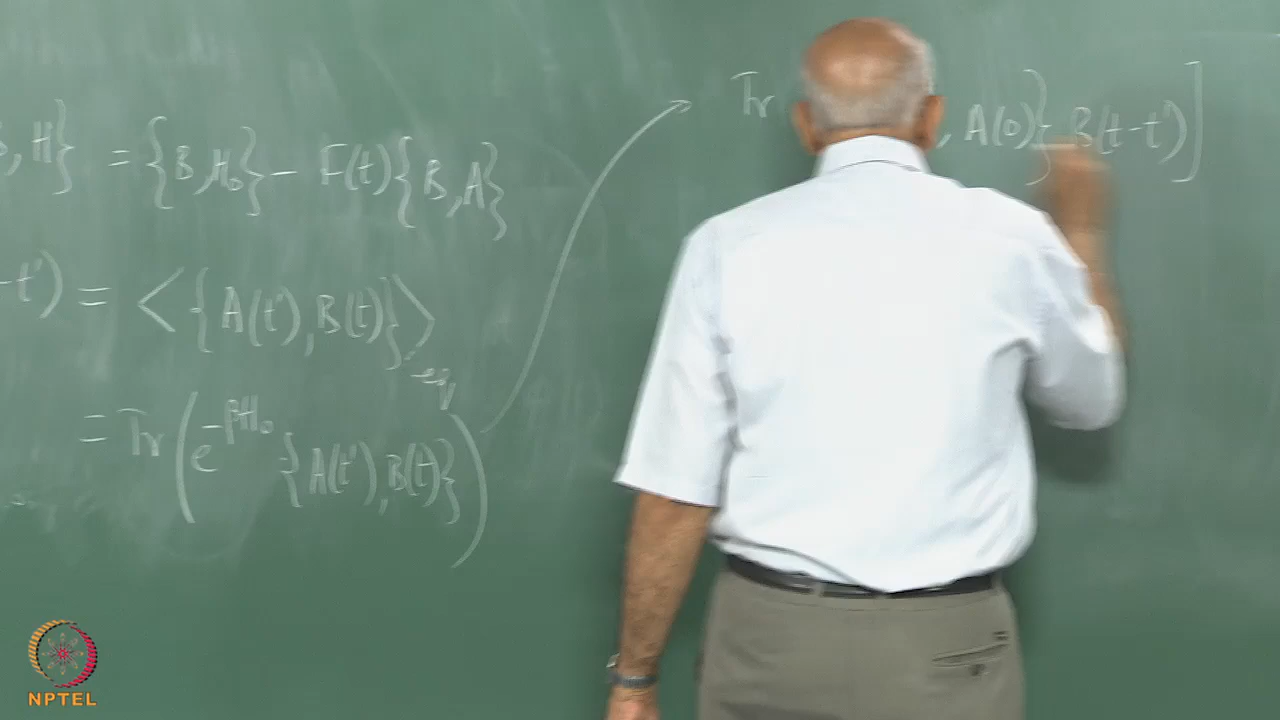 , H} = {B,H₀} - F(t){B,A}
-t') = <{A(t'),B(t)}>eq
= Tr(e^{-βH₀} {A(t'),B(t)})
Tr , A(0)} B(t-t')]
NPTEL